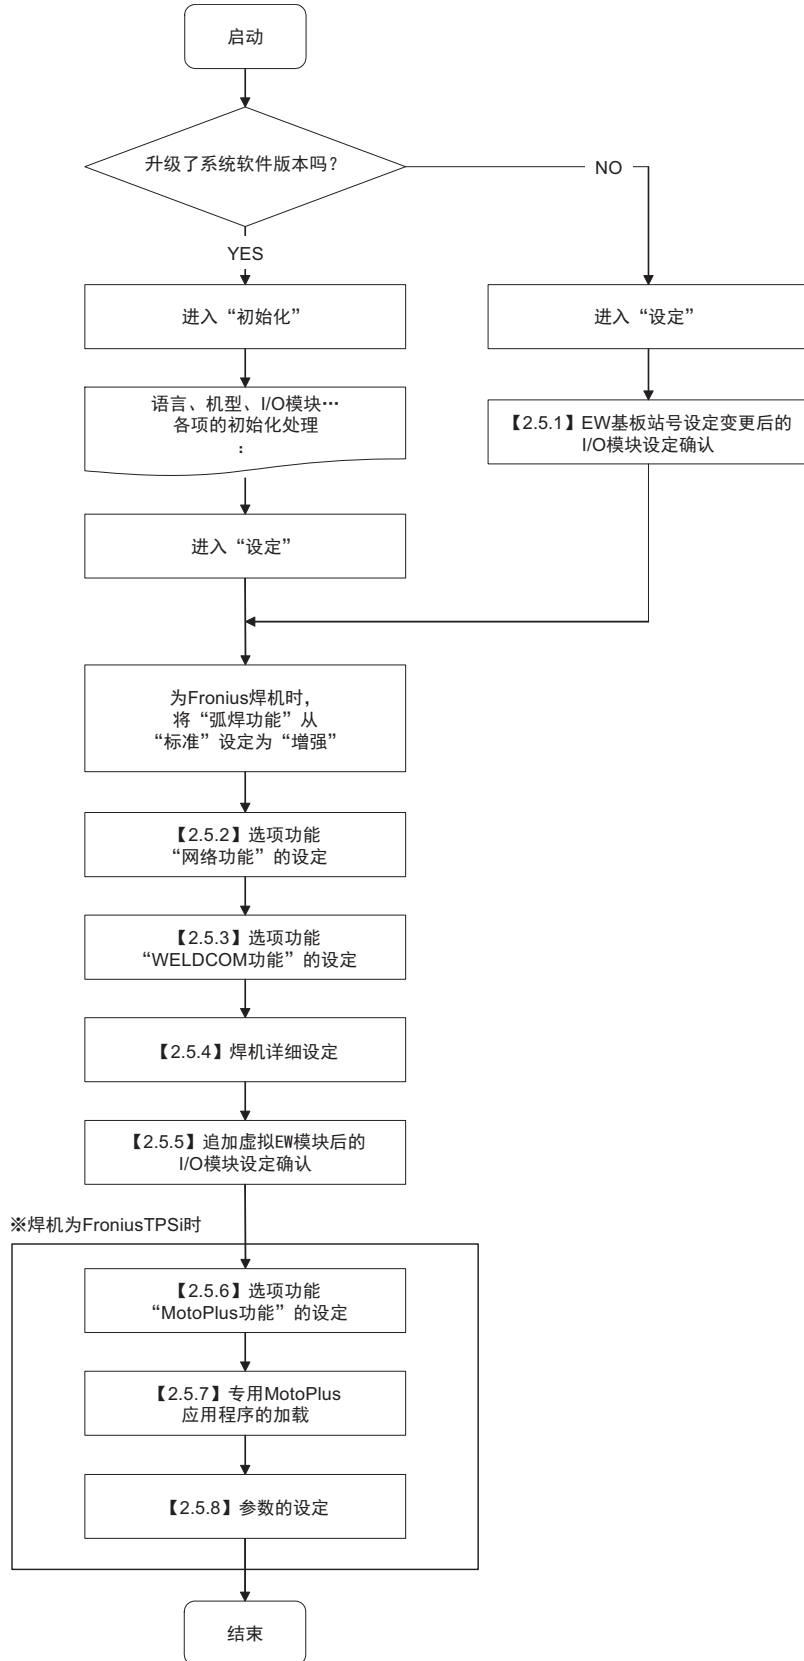 启动
升级了系统软件版本吗？
NO
YES
进入“初始化”
进入“设定”
语言、机型、I/O模块…
各项的初始化处理
：
【2.5.1】EW基板站号设定变更后的
I/O模块设定确认
进入“设定”
为Fronius焊机时，
将“弧焊功能”从
“标准”设定为“增强”
【2.5.2】选项功能
“网络功能”的设定
【2.5.3】选项功能
“WELDCOM功能”的设定
【2.5.4】焊机详细设定
【2.5.5】追加虚拟EW模块后的
I/O模块设定确认
※焊机为FroniusTPSi时
【2.5.6】选项功能
“MotoPlus功能”的设定
【2.5.7】专用MotoPlus
应用程序的加载
【2.5.8】参数的设定
结束